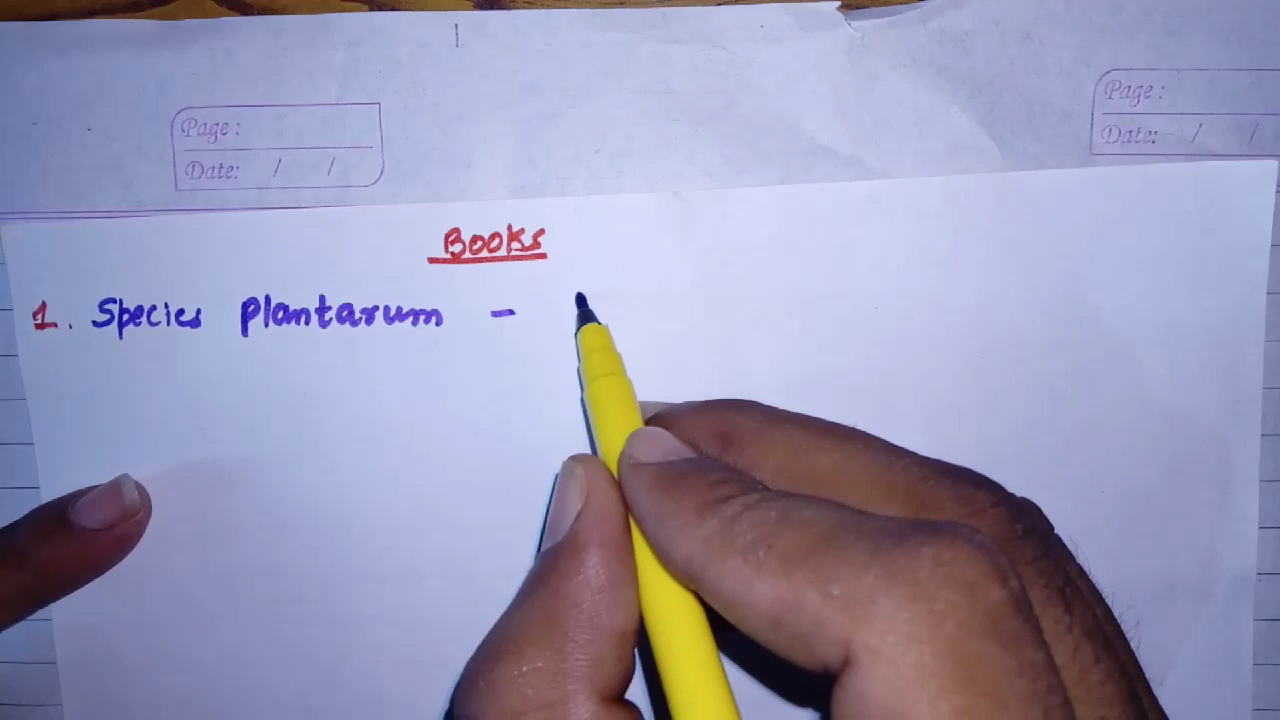 Page :
Date: / /
Page :
Date: / /
Books
1. Species plantarum -